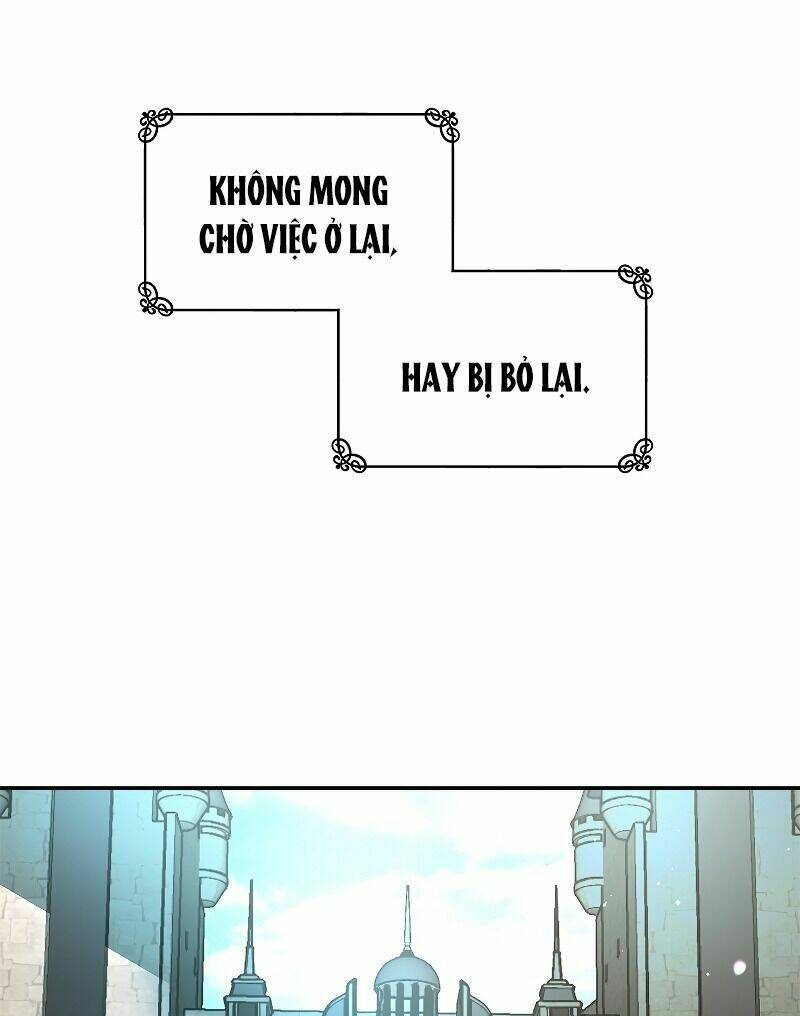 KHÔNG MONG
CHỜ VIỆC Ở LẠI,
HAY BỊ BỎ LẠI.